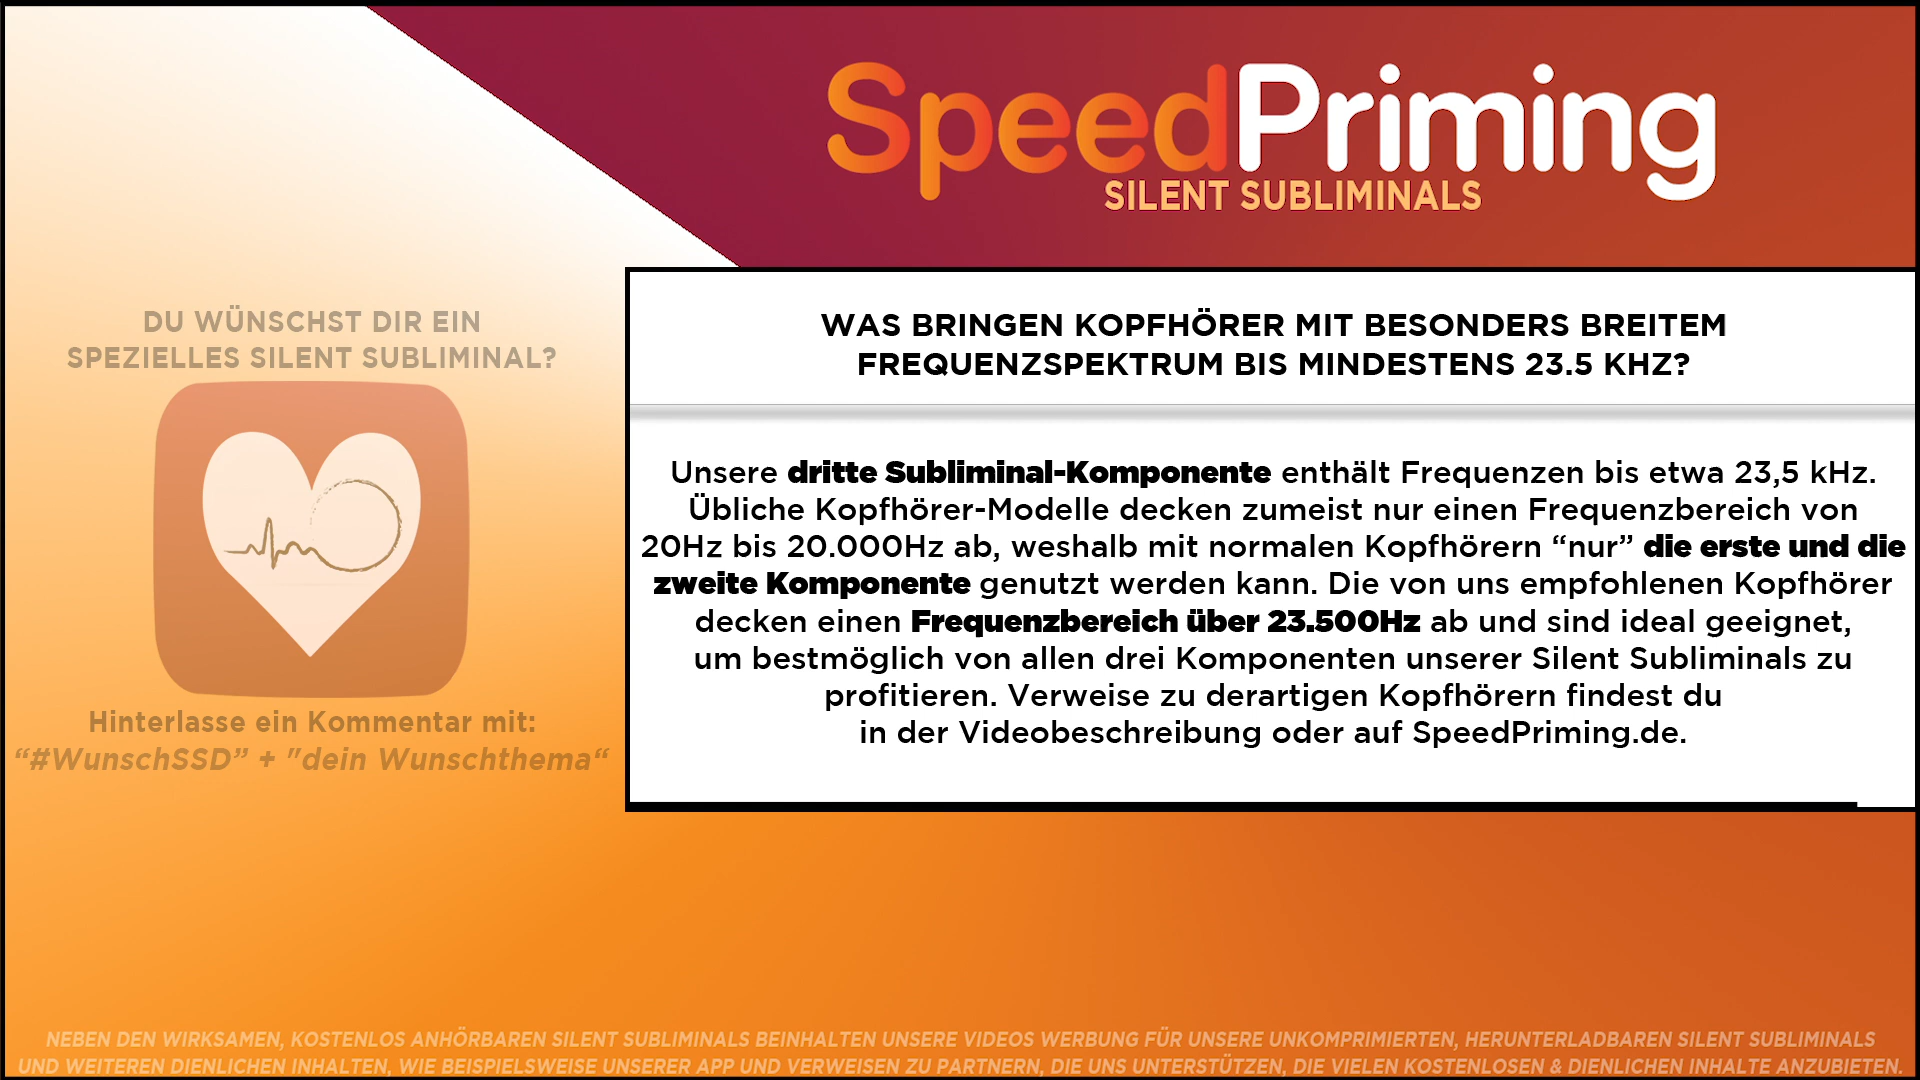 SpeedPriming
SILENT SUBLIMINALS
DU WÜNSCHST DIR EIN
SPEZIELLES SILENT SUBLIMINAL?
Hinterlasse ein Kommentar mit:
“#WunschSSD” + "dein Wunschthema“
WAS BRINGEN KOPFHÖRER MIT BESONDERS BREITEM
FREQUENZSPEKTRUM BIS MINDESTENS 23.5 KHZ?
Unsere dritte Subliminal-Komponente enthält Frequenzen bis etwa 23,5 kHz.
Übliche Kopfhörer-Modelle decken zumeist nur einen Frequenzbereich von
20Hz bis 20.000Hz ab, weshalb mit normalen Kopfhörern “nur” die erste und die
zweite Komponente genutzt werden kann. Die von uns empfohlenen Kopfhörer
decken einen Frequenzbereich über 23.500Hz ab und sind ideal geeignet,
um bestmöglich von allen drei Komponenten unserer Silent Subliminals zu
profitieren. Verweise zu derartigen Kopfhörern findest du
in der Videobeschreibung oder auf SpeedPriming.de.
NEBEN DEN WIRKSAMEN, KOSTENLOS ANHÖRBAREN SILENT SUBLIMINALS BEINHALTEN UNSERE VIDEOS WERBUNG FÜR UNSERE UNKOMPRIMIERTEN, HERUNTERLADBAREN SILENT SUBLIMINALS
UND WEITEREN DIENLICHEN INHALTEN, WIE BEISPIELSWEISE UNSERER APP UND VERWEISEN ZU PARTNERN, DIE UNS UNTERSTÜTZEN, DIE VIELEN KOSTENLOSEN & DIENLICHEN INHALTE ANZUBIETEN.